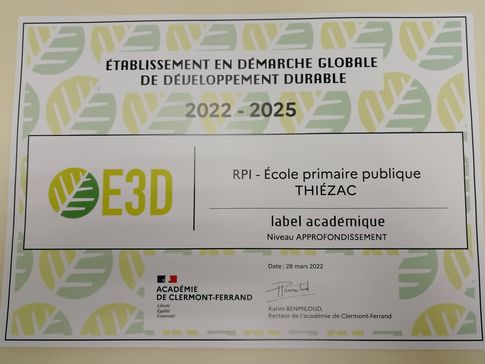 ÉTABLISSEMENT EN DÉMARCHE GLOBALE
DE DÉVELOPPEMENT DURABLE
2022 - 2025
E3D
RPI - École primaire publique
THIÉZAC
label académique
Niveau APPROFONDISSEMENT
Date : 28 mars 2022
ACADÉMIE
DE CLERMONT-FERRAND
Liberté
Égalité
Fraternité
Karim BENMILOUD,
Recteur de l'académie de Clermont-Ferrand